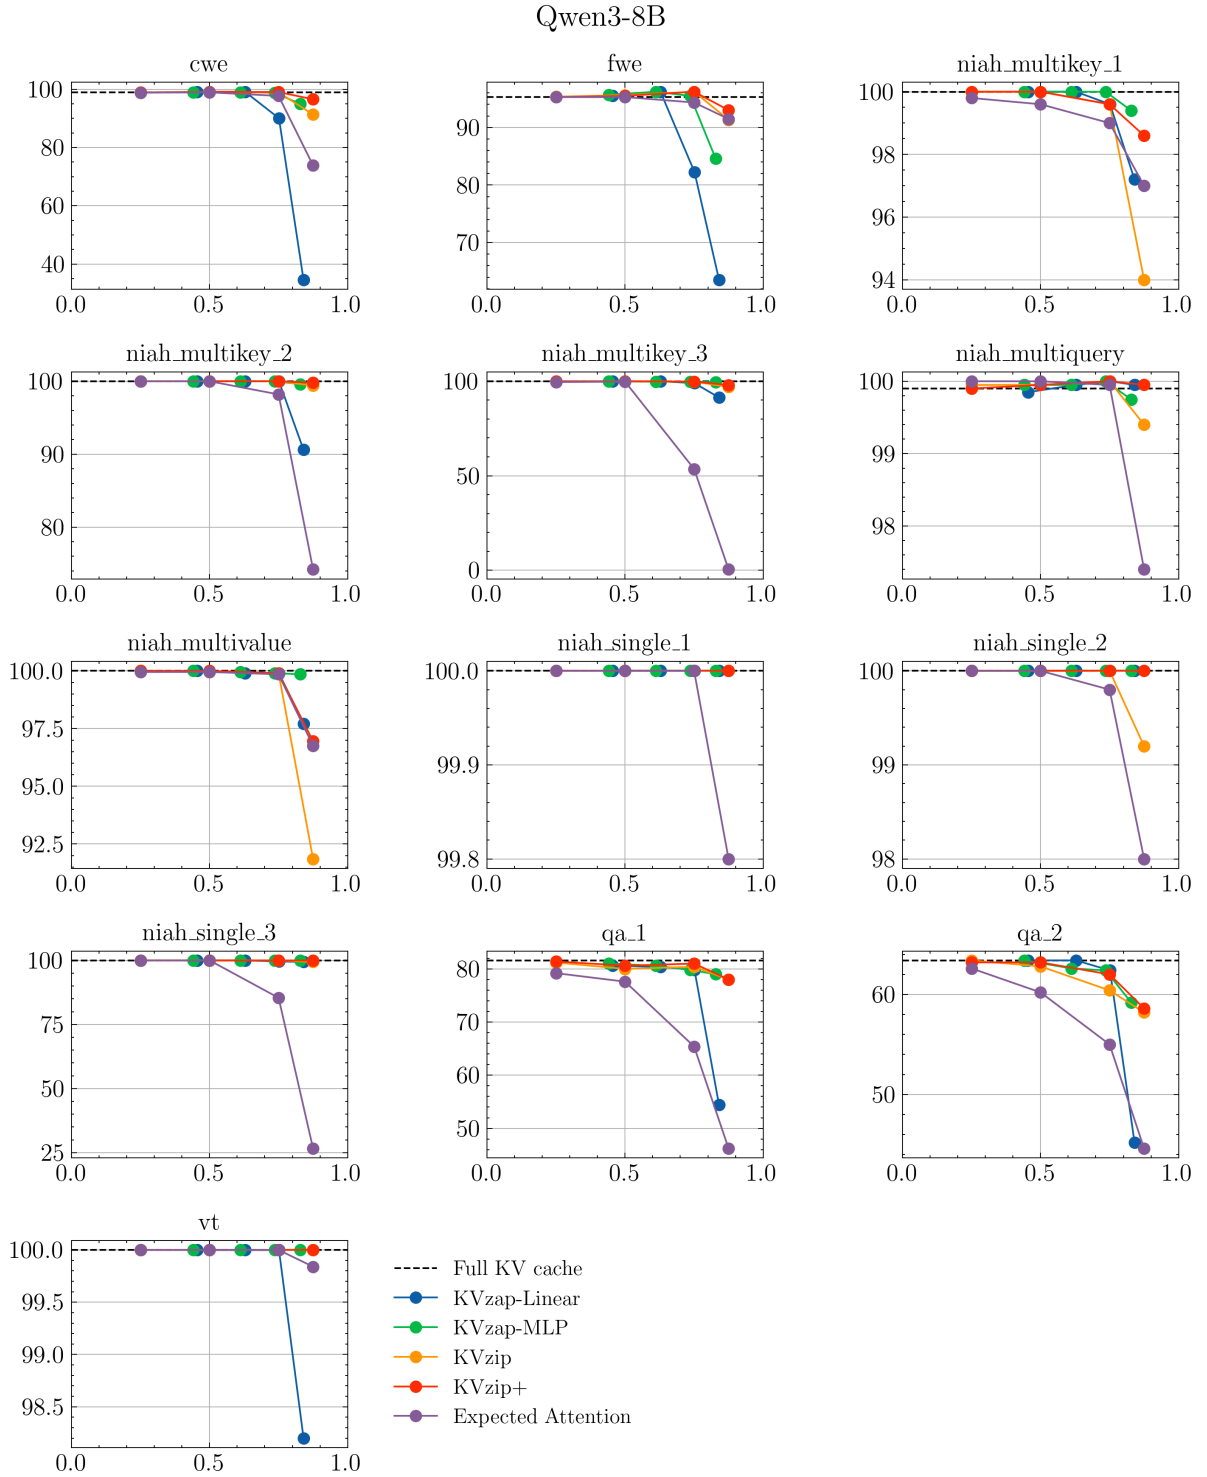 Qwen3-8B
cwe
fwe
niah_multikey_1
100
90
80
60
40
0.0 0.5 1.0
90
80
70
0.0 0.5 1.0
100
98
96
94
0.0 0.5 1.0
niah_multikey_2
niah_multikey_3
niah_multiquery
100
90
80
0.0 0.5 1.0
100
50
0
0.0 0.5 1.0
100
99
98
0.0 0.5 1.0
niah_multivalue
niah_single_1
niah_single_2
100.0
97.5
95.0
92.5
0.0 0.5 1.0
100.0
99.9
99.8
0.0 0.5 1.0
100
99
98
0.0 0.5 1.0
niah_single_3
qa_1
qa_2
100
75
50
25
0.0 0.5 1.0
80
70
60
50
0.0 0.5 1.0
60
50
0.0 0.5 1.0
vt
100.0
99.5
99.0
98.5
0.0 0.5 1.0
Full KV cache
KVzap-Linear
KVzap-MLP
KVzip
KVzip+
Expected Attention